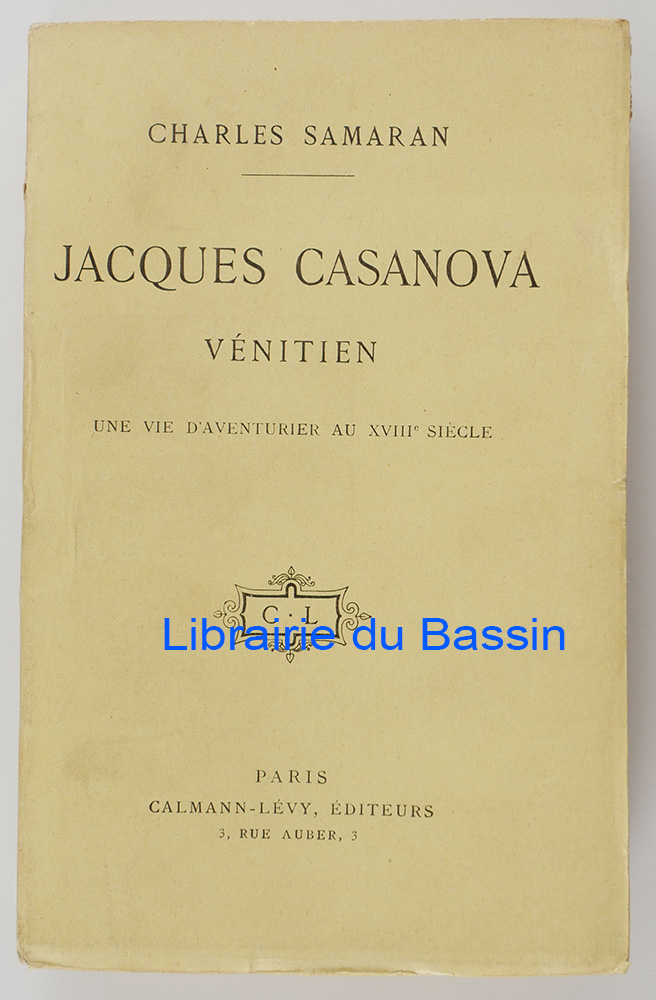 CHARLES SAMARAN
JACQUES CASANOVA
VÉNITIEN
UNE VIE D'AVENTURIER AU XVIIIe SIÈCLE
C · L
Librairie du Bassin
PARIS
CALMANN-LÉVY, ÉDITEURS
3, RUE AUBER, 3